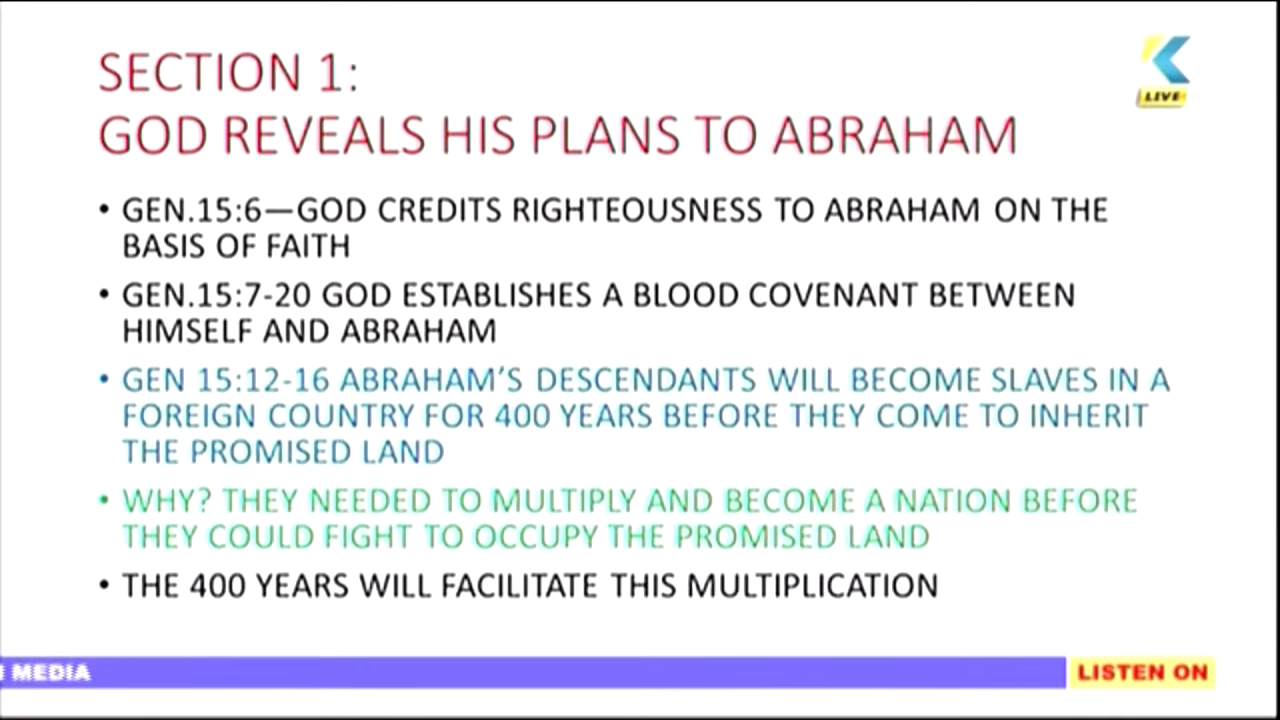 SECTION 1:
GOD REVEALS HIS PLANS TO ABRAHAM
LIVE
• GEN.15:6—GOD CREDITS RIGHTEOUSNESS TO ABRAHAM ON THE
BASIS OF FAITH
• GEN.15:7-20 GOD ESTABLISHES A BLOOD COVENANT BETWEEN
HIMSELF AND ABRAHAM
• GEN 15:12-16 ABRAHAM’S DESCENDANTS WILL BECOME SLAVES IN A
FOREIGN COUNTRY FOR 400 YEARS BEFORE THEY COME TO INHERIT
THE PROMISED LAND
• WHY? THEY NEEDED TO MULTIPLY AND BECOME A NATION BEFORE
THEY COULD FIGHT TO OCCUPY THE PROMISED LAND
• THE 400 YEARS WILL FACILITATE THIS MULTIPLICATION
MEDIA
LISTEN ON